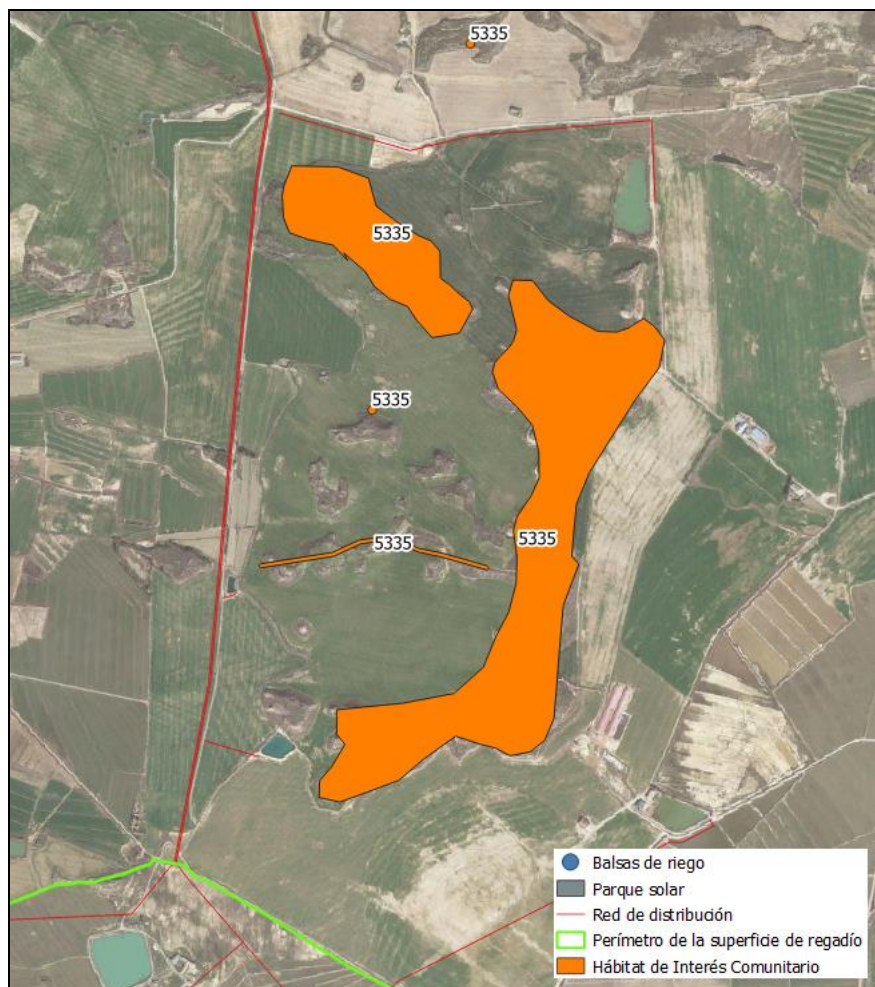 5335
5335
5335
5335
5335
Balsas de riego
Parque solar
Red de distribución
Perímetro de la superficie de regadío
Hábitat de Interés Comunitario